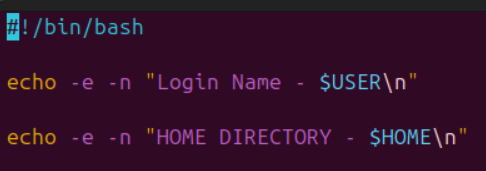 #!/bin/bash
echo -e -n "Login Name - $USER\n"
echo -e -n "HOME DIRECTORY - $HOME\n"